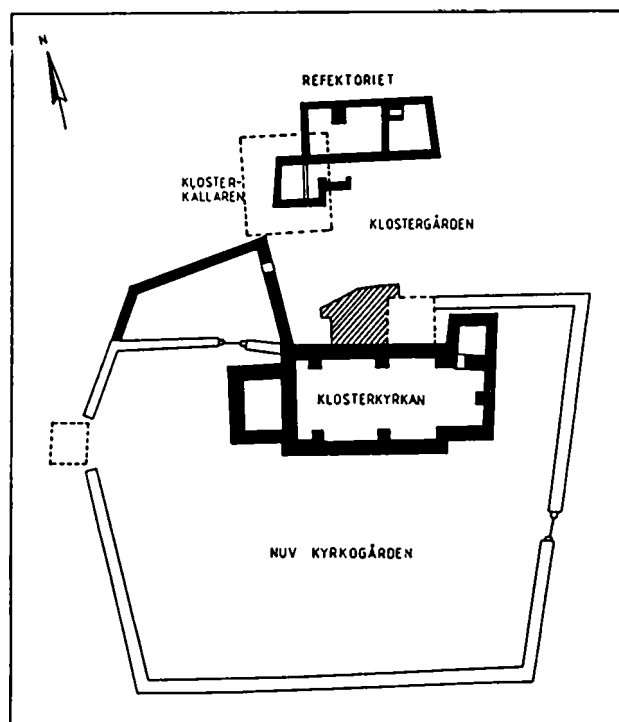 N
REFEKTORIET
KLOSTER-
KALLAREN
KLOSTERGÅRDEN
KLOSTERKYRKAN
NUV KYRKOGÅRDEN